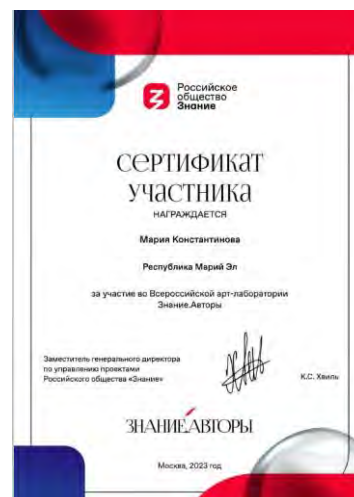 Российское
общество
Знание
СЕРТИФИКАТ
УЧАСТНИКА
НАГРАЖДАЕТСЯ
Мария Константинова
Республика Марий Эл
за участие во Всероссийской арт-лаборатории
Знание.Авторы
Заместитель генерального директора
по управлению проектами
Российского общества «Знание»
К.С. Хвиль
ЗНАНИЕ.АВТОРЫ
Москва, 2023 год